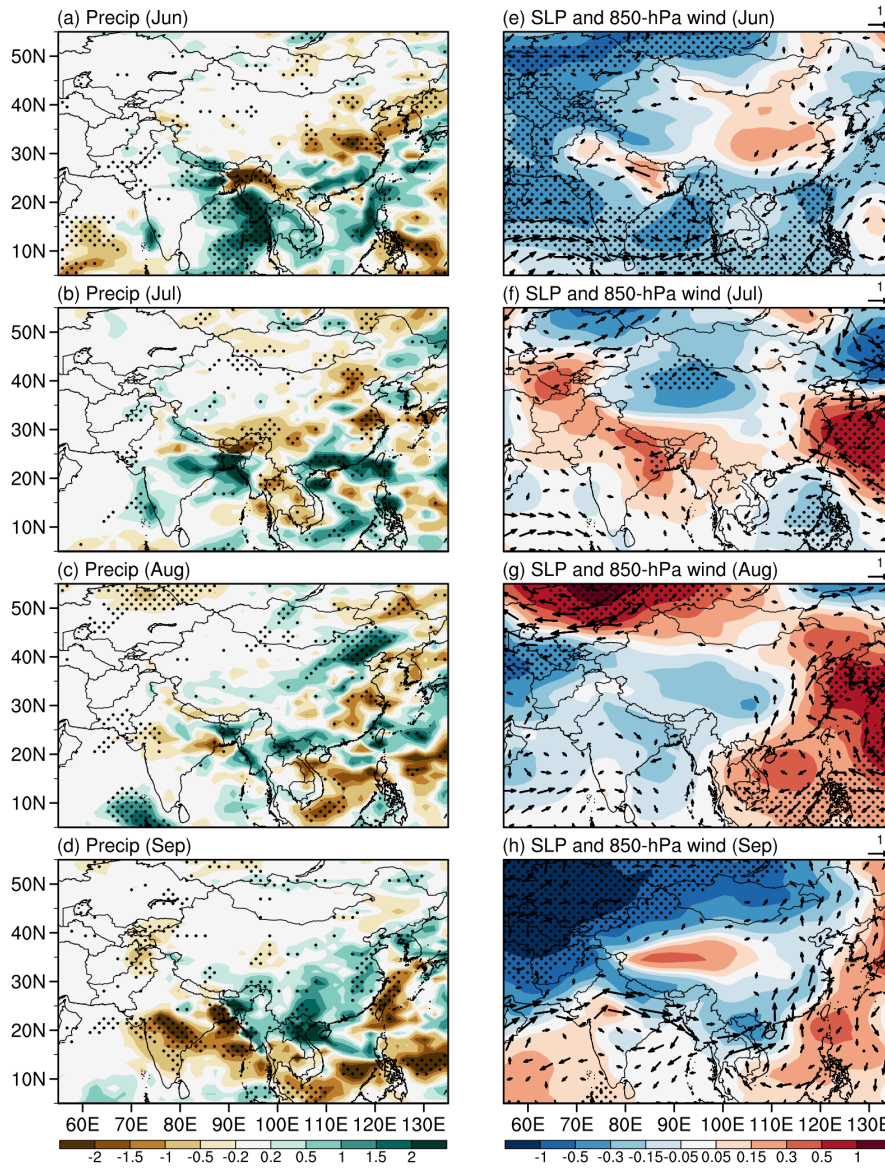 (a) Precip (Jun)
50N
40N
30N
20N
10N
(e) SLP and 850-hPa wind (Jun)
1
(b) Precip (Jul)
50N
40N
30N
20N
10N
(f) SLP and 850-hPa wind (Jul)
1
(c) Precip (Aug)
50N
40N
30N
20N
10N
(g) SLP and 850-hPa wind (Aug)
1
(d) Precip (Sep)
50N
40N
30N
20N
10N
(h) SLP and 850-hPa wind (Sep)
1
60E 70E 80E 90E 100E 110E 120E 130E
60E 70E 80E 90E 100E 110E 120E 130E
-2 -1.5 -1 -0.5 -0.2 0.2 0.5 1 1.5 2
-1 -0.5 -0.3 -0.15 -0.05 0.05 0.15 0.3 0.5 1